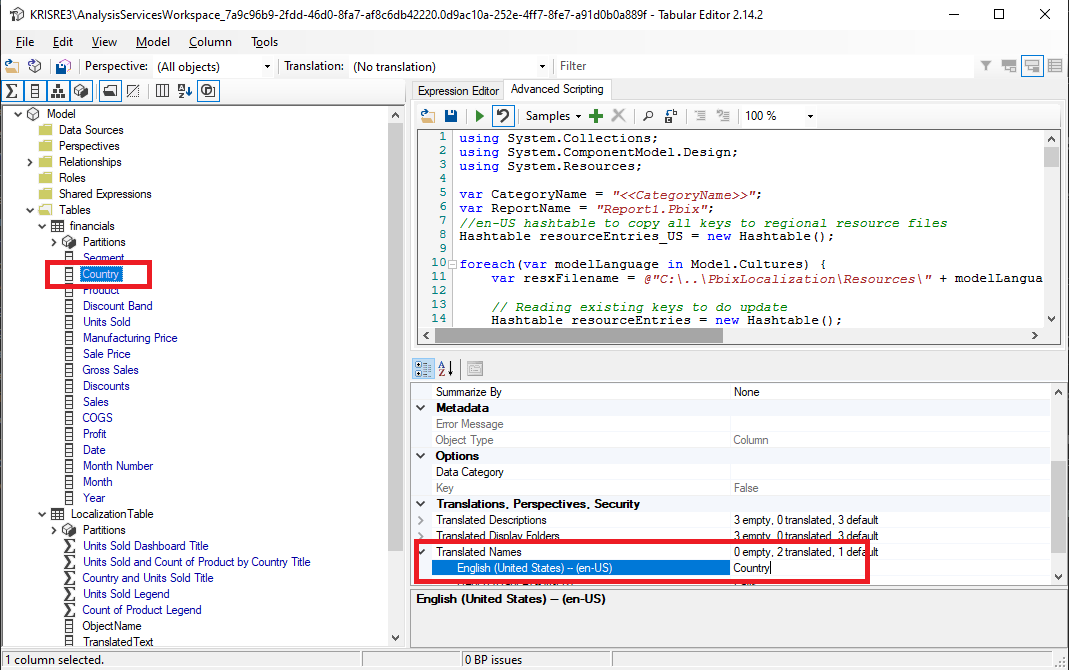 KRISRE3\AnalysisServicesWorkspace_7a9c96b9-2fdd-46d0-8fa7-af8c6db42220.0d9ac10a-252e-4ff7-8fe7-a91d0b0a889f - Tabular Editor 2.14.2
File Edit View Model Column Tools
Perspective: (All objects) Translation: (No translation) Filter
Model
Data Sources
Perspectives
Relationships
Roles
Shared Expressions
Tables
financials
Partitions
Segment
Country
Product
Discount Band
Units Sold
Manufacturing Price
Sale Price
Gross Sales
Discounts
Sales
COGS
Profit
Date
Month Number
Month
Year
LocalizationTable
Partitions
Units Sold Dashboard Title
Units Sold and Count of Product by Country Title
Country and Units Sold Title
Units Sold Legend
Count of Product Legend
ObjectName
TranslatedText
Expression Editor Advanced Scripting
Samples 100 %
1 using System.Collections;
2 using System.ComponentModel.Design;
3 using System.Resources;
4
5 var CategoryName = "<<CategoryName>>";
6 var ReportName = "Report1.Pbix";
7 //en-US hashtable to copy all keys to regional resource files
8 Hashtable resourceEntries_US = new Hashtable();
9
10 foreach(var modelLanguage in Model.Cultures) {
11 var resxFilename = @"C:\..\PbixLocalization\Resources\" + modelLangua
12
13 // Reading existing keys to do update
14 Hashtable resourceEntries = new Hashtable();
Summarize By None
Metadata
Error Message
Object Type Column
Options
Data Category
Key False
Translations, Perspectives, Security
Translated Descriptions 3 empty, 0 translated, 3 default
Translated Display Folders 3 empty, 0 translated, 3 default
Translated Names 0 empty, 2 translated, 1 default
English (United States) -- (en-US) Country
English (United States) -- (en-US)
1 column selected. 0 BP issues